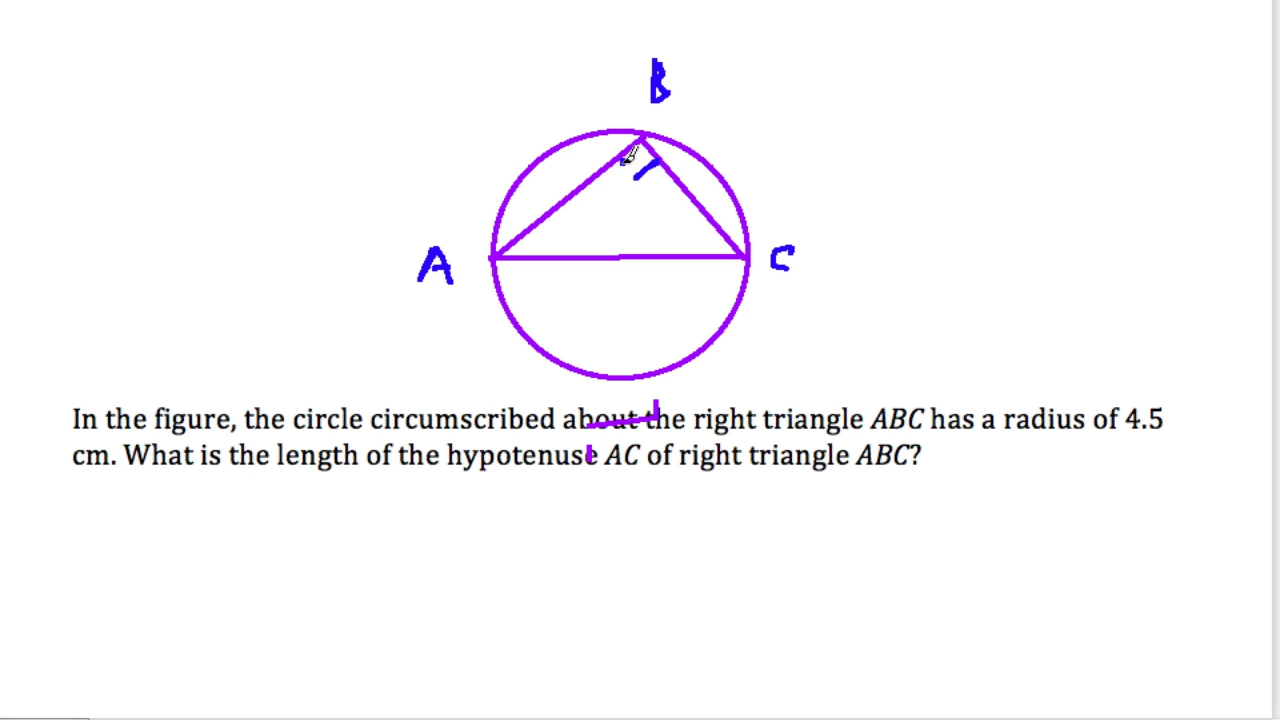 B
A
C
In the figure, the circle circumscribed about the right triangle ABC has a radius of 4.5
cm. What is the length of the hypotenuse AC of right triangle ABC?